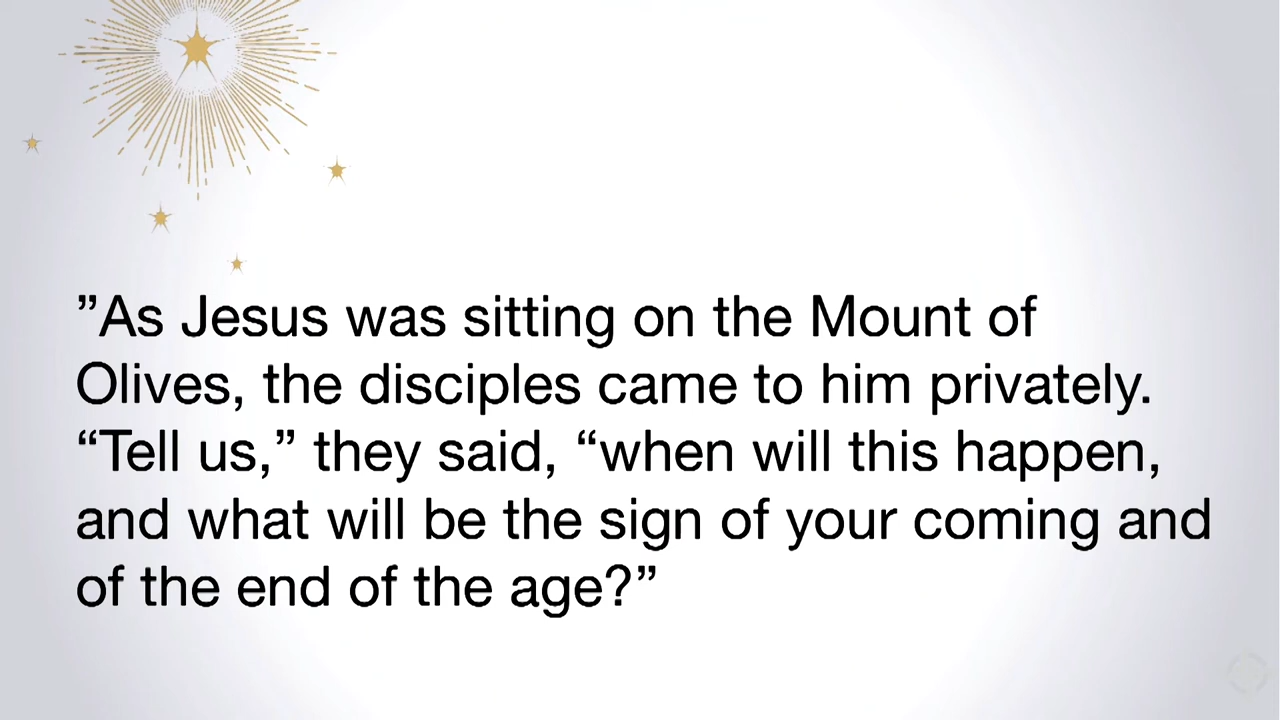 ”As Jesus was sitting on the Mount of
Olives, the disciples came to him privately.
“Tell us,” they said, “when will this happen,
and what will be the sign of your coming and
of the end of the age?”